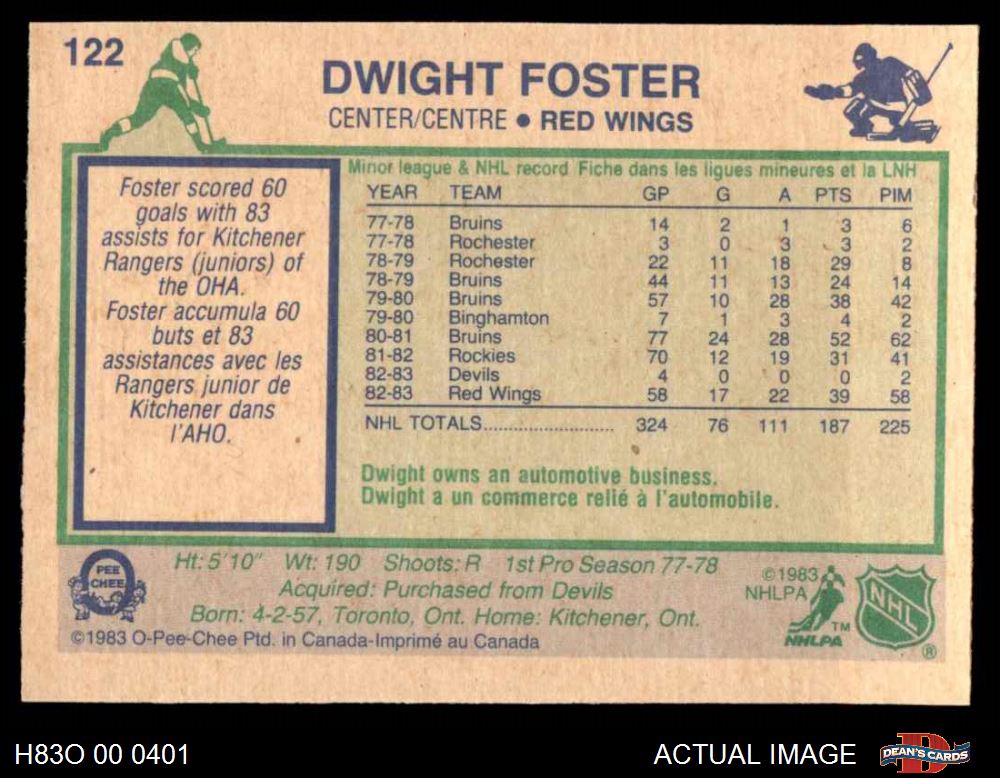 122
DWIGHT FOSTER
CENTER/CENTRE • RED WINGS
Foster scored 60
goals with 83
assists for Kitchener
Rangers (juniors) of
the OHA.
Foster accumula 60
buts et 83
assistances avec les
Rangers junior de
Kitchener dans
l'AHO.
Minor league & NHL record Fiche dans les ligues mineures et la LNH
YEAR TEAM GP G A PTS PIM
77-78 Bruins 14 2 1 3 6
77-78 Rochester 3 0 3 3 2
78-79 Rochester 22 11 18 29 8
78-79 Bruins 44 11 13 24 14
79-80 Bruins 57 10 28 38 42
79-80 Binghamton 7 1 3 4 2
80-81 Bruins 77 24 28 52 62
81-82 Rockies 70 12 19 31 41
82-83 Devils 4 0 0 0 2
82-83 Red Wings 58 17 22 39 58
NHL TOTALS........................... 324 76 111 187 225
Dwight owns an automotive business.
Dwight a un commerce relié à l'automobile.
PEE
CHEE
Ht: 5'10" Wt: 190 Shoots: R 1st Pro Season 77-78
Acquired: Purchased from Devils
Born: 4-2-57, Toronto, Ont. Home: Kitchener, Ont.
©1983 O-Pee-Chee Ptd. in Canada-Imprimé au Canada
©1983
NHLPA
TM
NHLPA
NHL
®
H83O 00 0401
ACTUAL IMAGE
DEAN'S CARDS